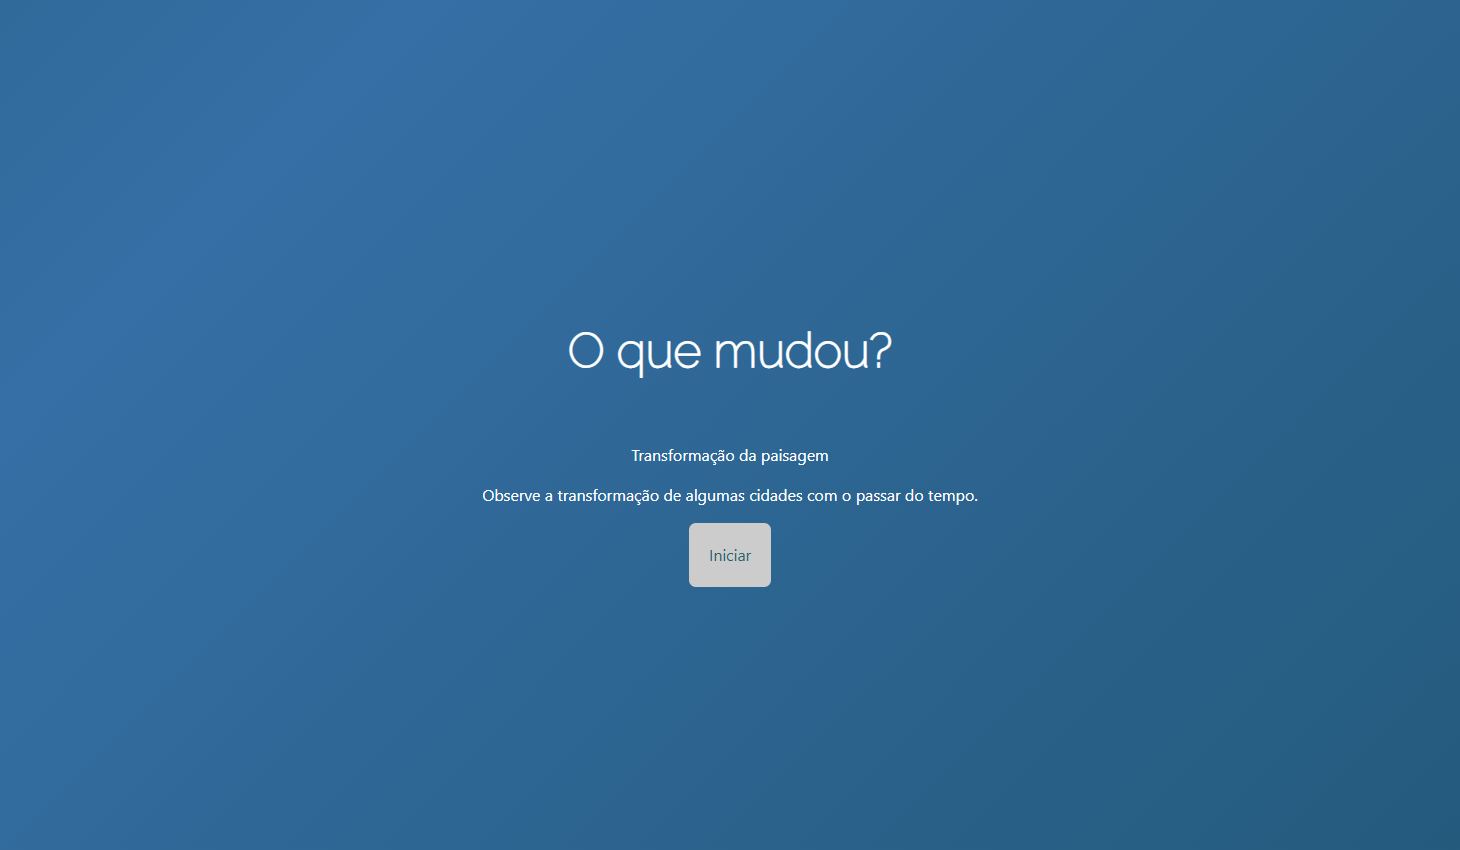 O que mudou?
Transformação da paisagem
Observe a transformação de algumas cidades com o passar do tempo.
Iniciar